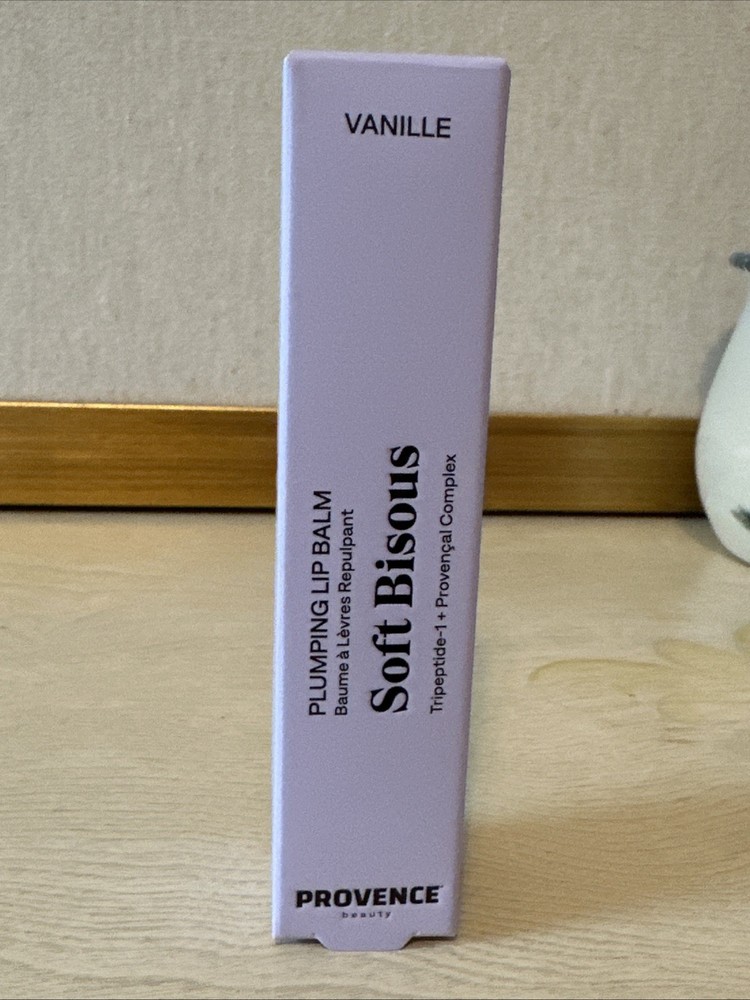 VANILLE
PLUMPING LIP BALM
Baume à Lèvres Repulpant
Soft Bisous
Tripeptide-1 + Provençal Complex
PROVENCE
beauty